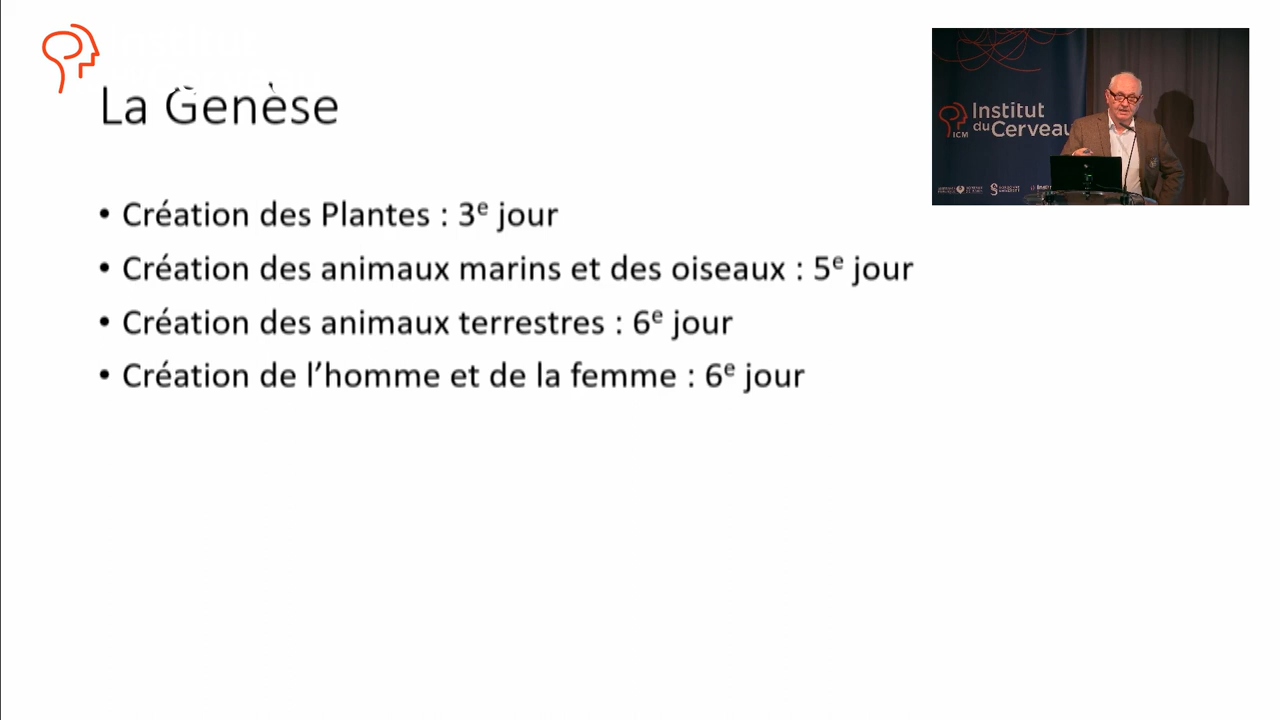 La Genèse
• Création des Plantes : 3e jour
• Création des animaux marins et des oiseaux : 5e jour
• Création des animaux terrestres : 6e jour
• Création de l’homme et de la femme : 6e jour
Institut
du Cerveau
ICM